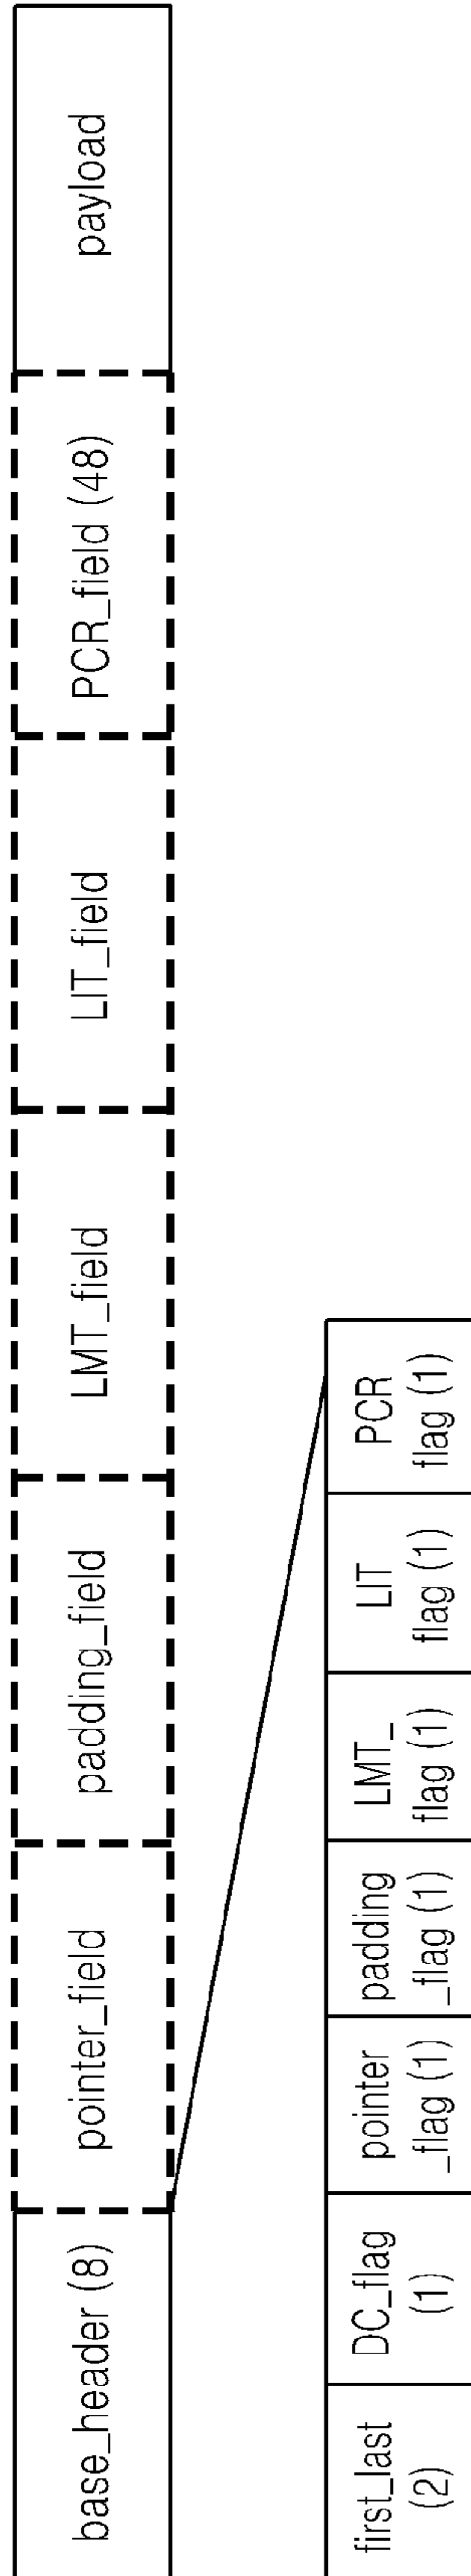 base_header (8)
pointer_field
padding_field
LMT_field
LIT_field
PCR_field (48)
payload
first_last
(2)
DC_flag
(1)
pointer
_flag (1)
padding
_flag (1)
LMT_
flag (1)
LIT
flag (1)
PCR
flag (1)